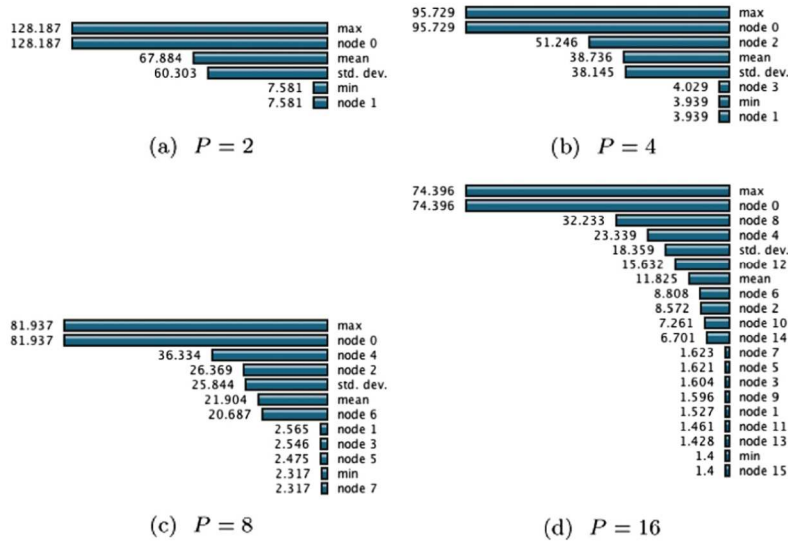 128.187 max
128.187 node 0
67.884 mean
60.303 std. dev.
7.581 min
7.581 node 1
(a) P = 2
95.729 max
95.729 node 0
51.246 node 2
38.736 mean
38.145 std. dev.
4.029 node 3
3.939 min
3.939 node 1
(b) P = 4
81.937 max
81.937 node 0
36.334 node 4
26.369 node 2
25.844 std. dev.
21.904 mean
20.687 node 6
2.565 node 1
2.546 node 3
2.475 node 5
2.317 min
2.317 node 7
(c) P = 8
74.396 max
74.396 node 0
32.233 node 8
23.339 node 4
18.359 std. dev.
15.632 node 12
11.825 mean
8.808 node 6
8.572 node 2
7.261 node 10
6.701 node 14
1.623 node 7
1.621 node 5
1.604 node 3
1.596 node 9
1.527 node 1
1.461 node 11
1.428 node 13
1.4 min
1.4 node 15
(d) P = 16